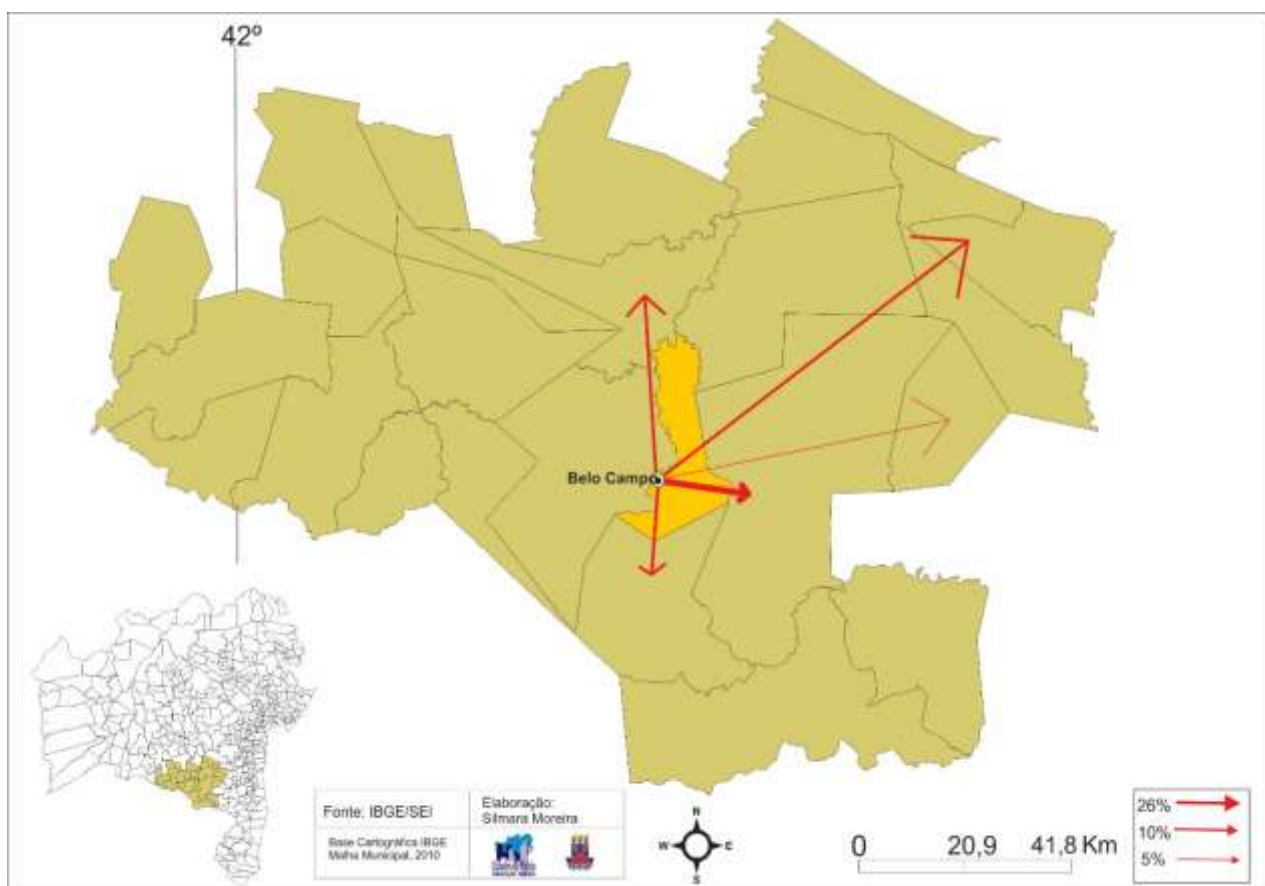 42º
Belo Campo
Fonte: IBGE/SEI
Base Cartográfica IBGE
Malha Municipal, 2010
Elaboração:
Silmara Moreira
N
W
E
S
0 20,9 41,8 Km
26%
10%
5%